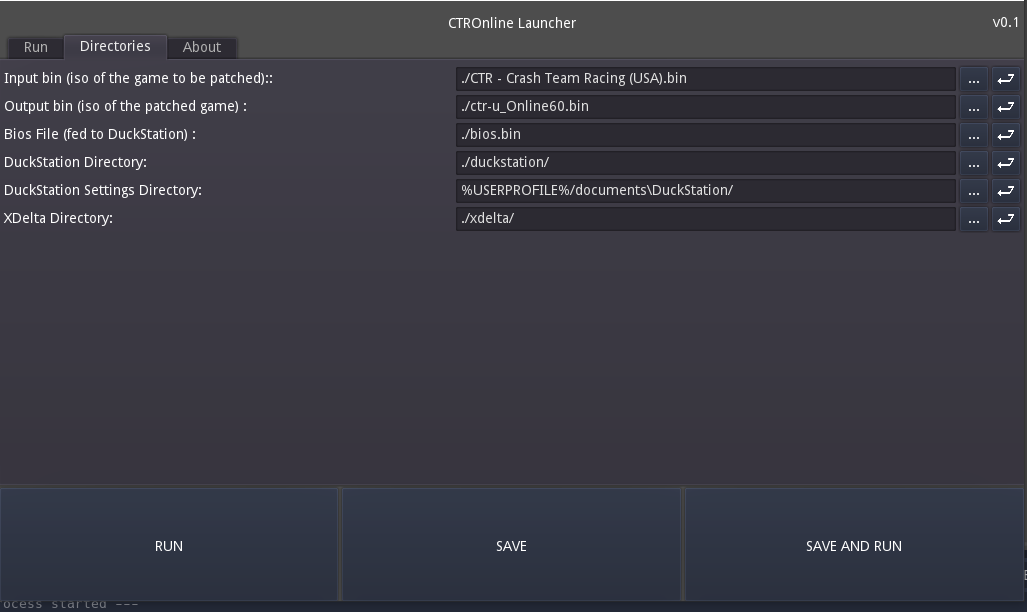 CTROnline Launcher v0.1
Run Directories About
Input bin (iso of the game to be patched):: ./CTR - Crash Team Racing (USA).bin ...
Output bin (iso of the patched game) : ./ctr-u_Online60.bin ...
Bios File (fed to DuckStation) : ./bios.bin ...
DuckStation Directory: ./duckstation/ ...
DuckStation Settings Directory: %USERPROFILE%/documents\DuckStation/ ...
XDelta Directory: ./xdelta/ ...
RUN SAVE SAVE AND RUN
ocess started ---